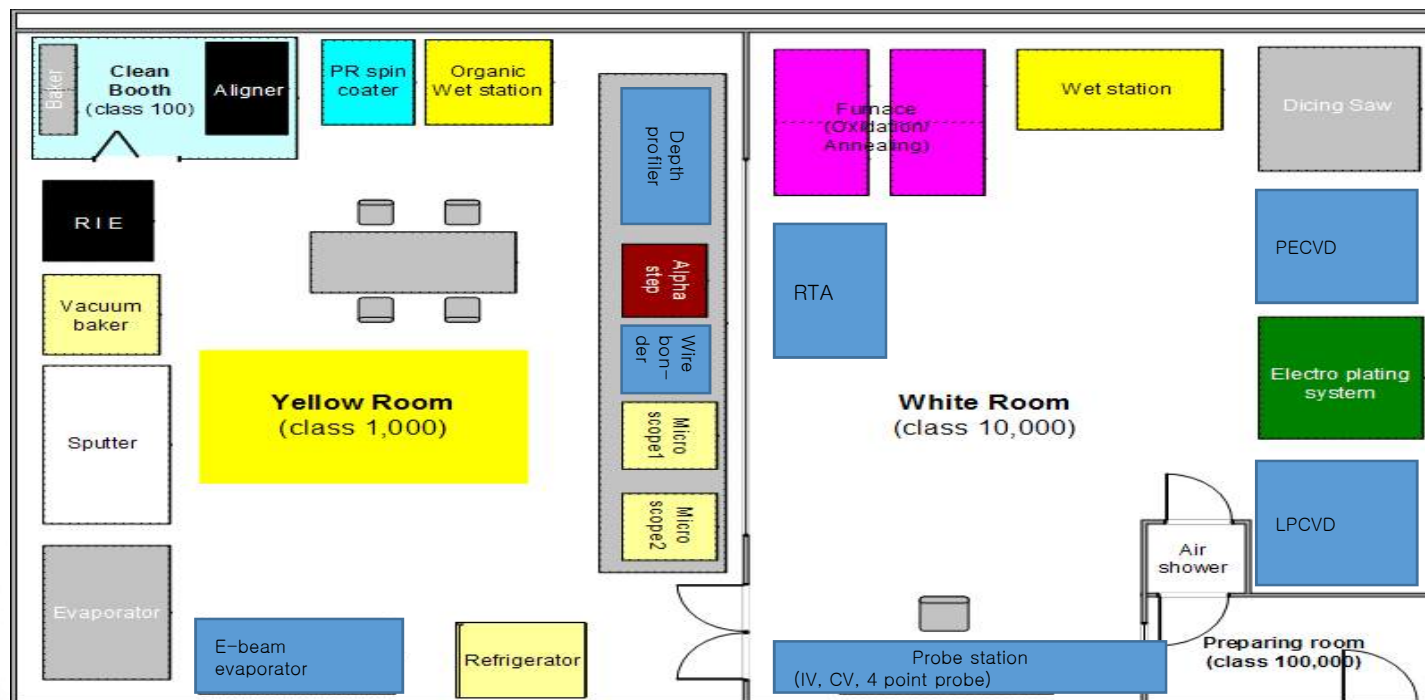 Baker
Clean
Booth
(class 100)
Aligner
PR spin
coater
Organic
Wet station
RIE
Vacuum
baker
Sputter
Evaporator
E-beam
evaporator
Refrigerator
Yellow Room
(class 1,000)
Depth
profiler
Alpha
step
Wire
bon-
der
Micro
scope1
Micro
scope2
Furnace
(Oxidation/
Annealing)
Wet station
Dicing Saw
RTA
PECVD
White Room
(class 10,000)
Electro plating
system
LPCVD
Air
shower
Preparing room
(class 100,000)
Probe station
(IV, CV, 4 point probe)